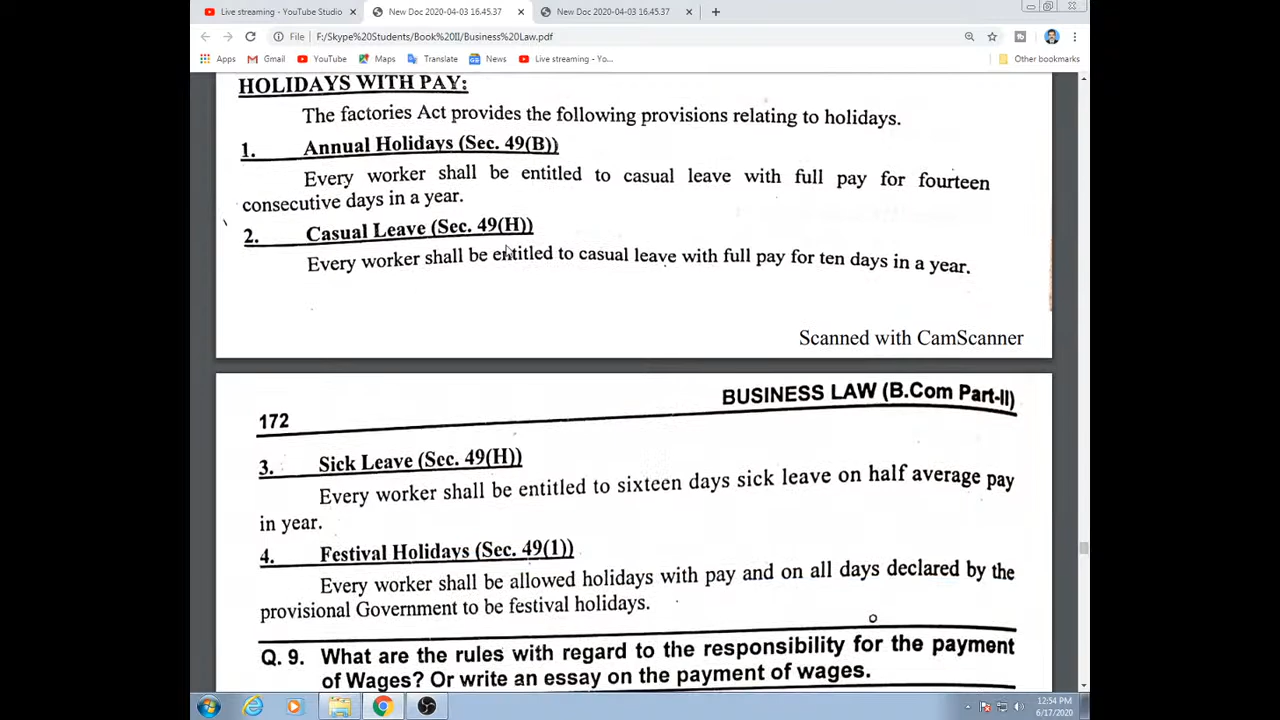 Live streaming - YouTube Studio
New Doc 2020-04-03 16.45.37
New Doc 2020-04-03 16.45.37
File | F:/Skype%20Students/Book%20II/Business%20Law.pdf
Apps Gmail YouTube Maps Translate News Live streaming - Yo... Other bookmarks
HOLIDAYS WITH PAY:
The factories Act provides the following provisions relating to holidays.
1. Annual Holidays (Sec. 49(B))
Every worker shall be entitled to casual leave with full pay for fourteen
consecutive days in a year.
2. Casual Leave (Sec. 49(H))
Every worker shall be entitled to casual leave with full pay for ten days in a year.
Scanned with CamScanner
172 BUSINESS LAW (B.Com Part-II)
3. Sick Leave (Sec. 49(H))
Every worker shall be entitled to sixteen days sick leave on half average pay
in year.
4. Festival Holidays (Sec. 49(1))
Every worker shall be allowed holidays with pay and on all days declared by the
provisional Government to be festival holidays.
Q. 9. What are the rules with regard to the responsibility for the payment
of Wages? Or write an essay on the payment of wages.
12:54 PM
6/17/2020